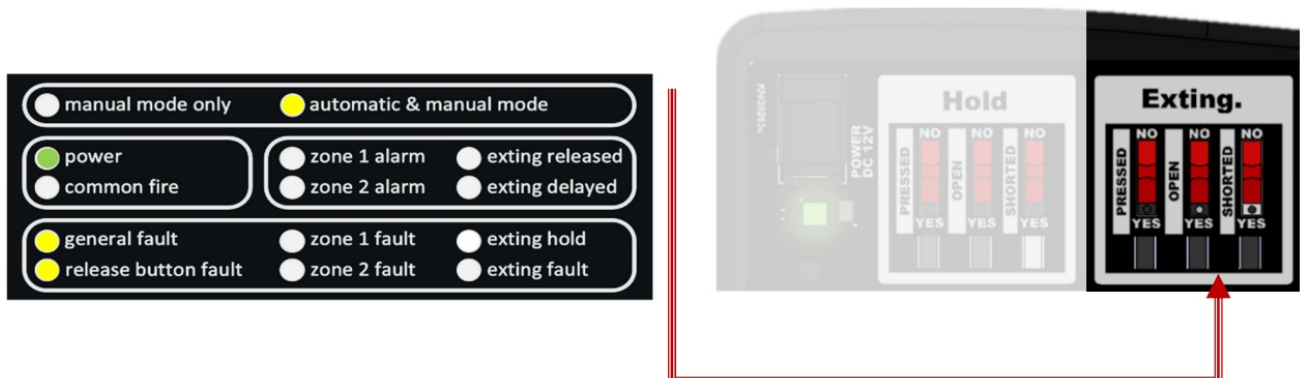 manual mode only automatic & manual mode
power zone 1 alarm exting released
common fire zone 2 alarm exting delayed
general fault zone 1 fault exting hold
release button fault zone 2 fault exting fault
POWER
DC 12V
Hold
PRESSED NO YES
OPEN NO YES
SHORTED NO YES
Exting.
PRESSED NO YES
OPEN NO YES
SHORTED NO YES